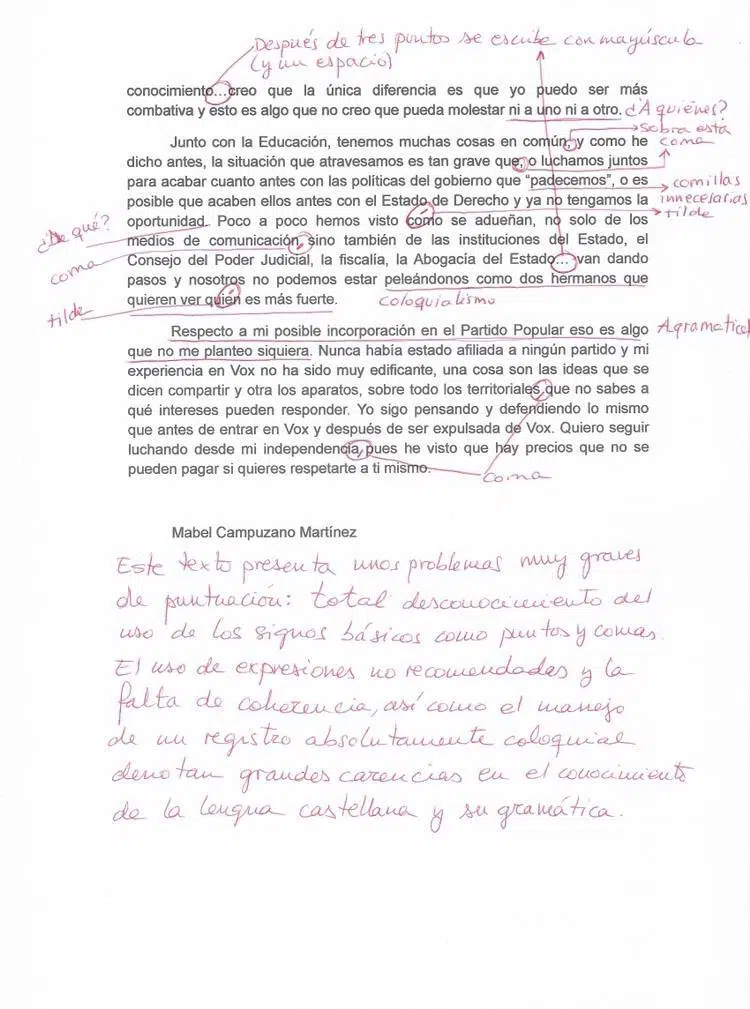 Después de tres puntos se escribe con mayúscula
(y un espacio)
conocimiento...creo que la única diferencia es que yo puedo ser más
combativa y esto es algo que no creo que pueda molestar ni a uno ni a otro. ¿A quiénes?
sobra esta
coma
Junto con la Educación, tenemos muchas cosas en común, y como he
dicho antes, la situación que atravesamos es tan grave que, o luchamos juntos
para acabar cuanto antes con las políticas del gobierno que "padecemos", o es
comillas
innecesarias
posible que acaben ellos antes con el Estado de Derecho y ya no tengamos la
tilde
¿De qué?
oportunidad. Poco a poco hemos visto como se adueñan, no solo de los
medios de comunicación, sino también de las instituciones del Estado, el
coma
Consejo del Poder Judicial, la fiscalía, la Abogacía del Estado... van dando
pasos y nosotros no podemos estar peleándonos como dos hermanos que
tilde
quieren ver quien es más fuerte.
coloquialismo
Respecto a mi posible incorporación en el Partido Popular eso es algo
Agramatical
que no me planteo siquiera. Nunca había estado afiliada a ningún partido y mi
experiencia en Vox no ha sido muy edificante, una cosa son las ideas que se
dicen compartir y otra los aparatos, sobre todo los territoriales, que no sabes a
qué intereses pueden responder. Yo sigo pensando y defendiendo lo mismo
que antes de entrar en Vox y después de ser expulsada de Vox. Quiero seguir
luchando desde mi independencia, pues he visto que hay precios que no se
pueden pagar si quieres respetarte a ti mismo.
coma
Mabel Campuzano Martínez
Este texto presenta unos problemas muy graves
de puntuación: total desconocimiento del
uso de los signos básicos como puntos y comas.
El uso de expresiones no recomendadas y la
falta de coherencia, así como el manejo
de un registro absolutamente coloquial
denotan grandes carencias en el conocimiento
de la lengua castellana y su gramática.